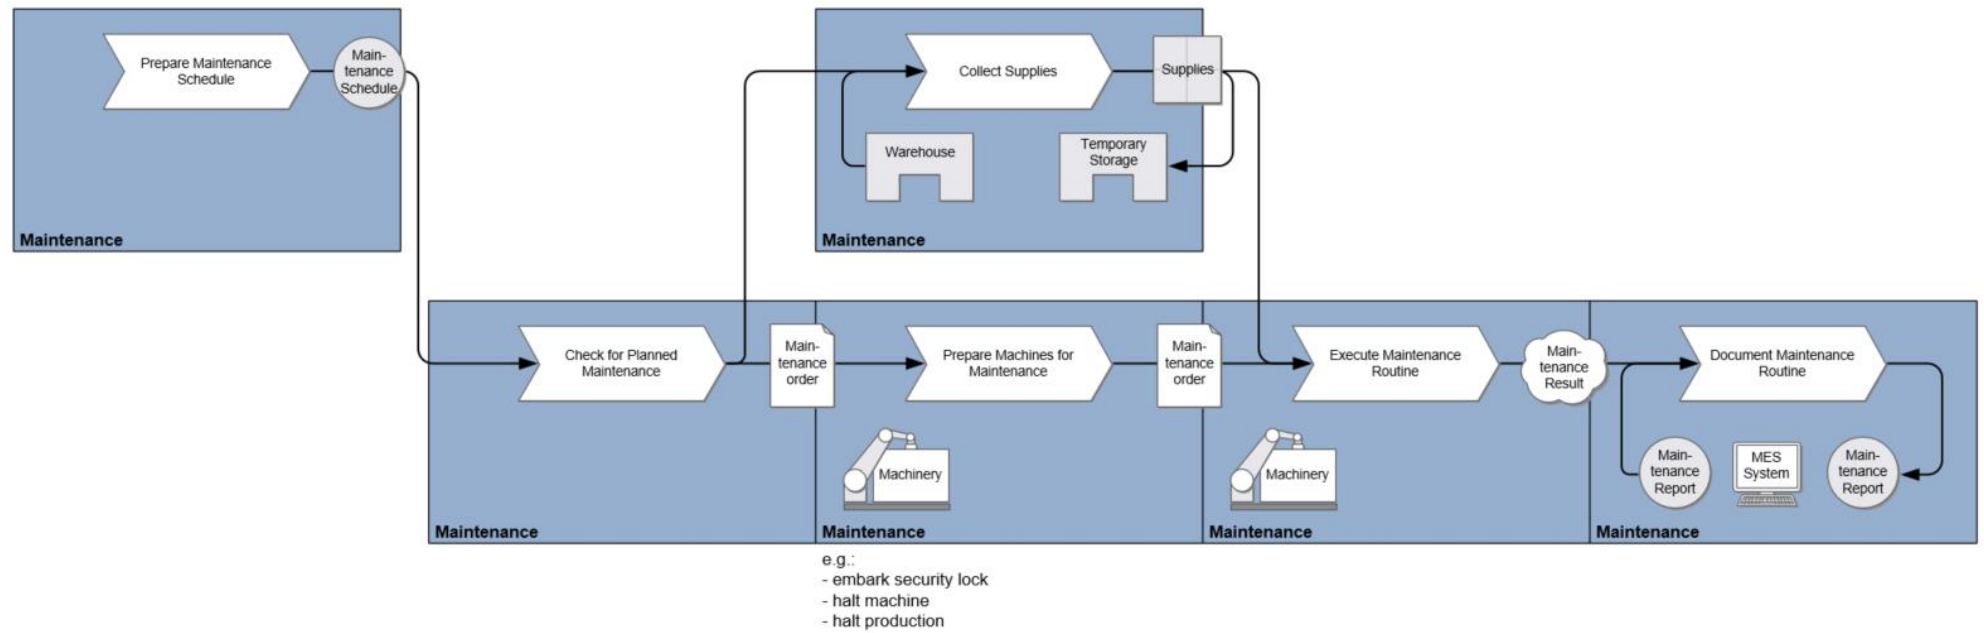 Prepare Maintenance
Schedule
Main-
tenance
Schedule
Maintenance
Collect Supplies
Supplies
Warehouse
Temporary
Storage
Maintenance
Check for Planned
Maintenance
Main-
tenance
order
Maintenance
Prepare Machines for
Maintenance
Main-
tenance
order
Machinery
Maintenance
e.g.:
- embark security lock
- halt machine
- halt production
Execute Maintenance
Routine
Main-
tenance
Result
Machinery
Maintenance
Document Maintenance
Routine
Main-
tenance
Report
MES
System
Main-
tenance
Report
Maintenance